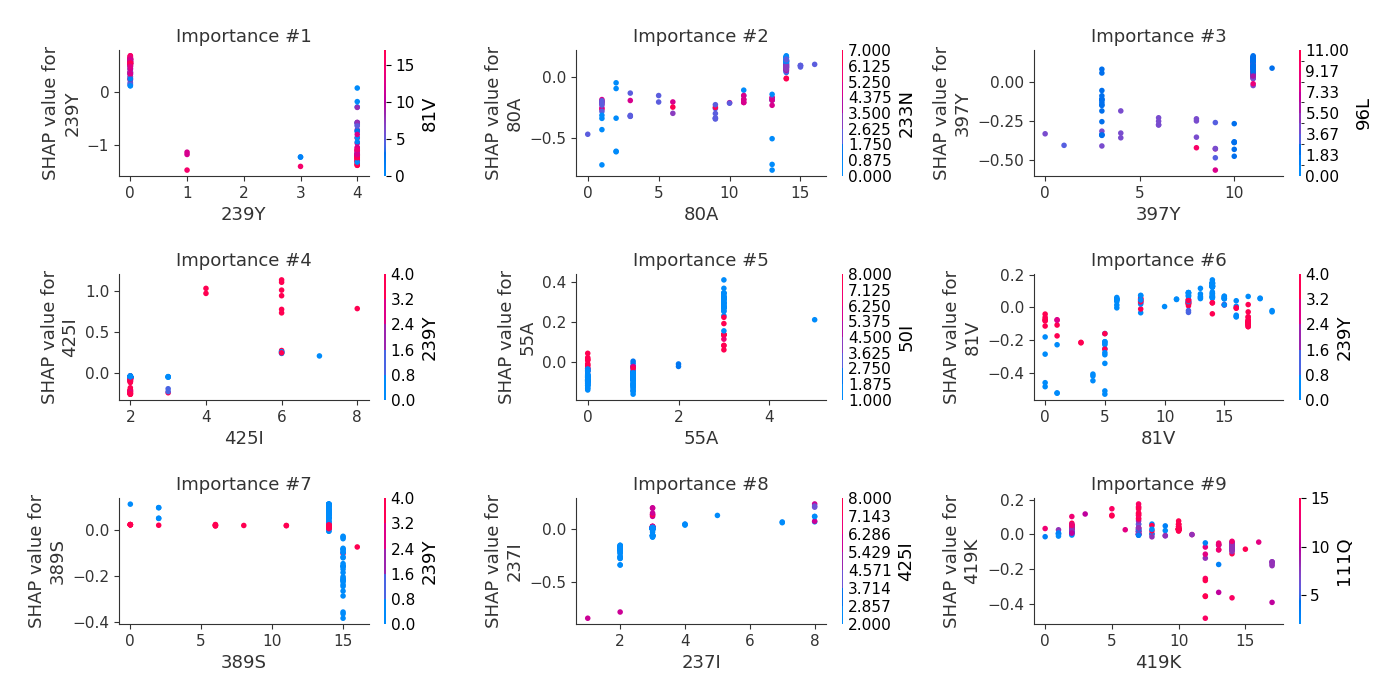 Importance #1
SHAP value for
239Y
0
−1
0 1 2 3 4
239Y
15
10
5
0
81V
Importance #2
SHAP value for
80A
0.0
−0.5
0 5 10 15
80A
7.000
6.125
5.250
4.375
3.500
2.625
1.750
0.875
0.000
233N
Importance #3
SHAP value for
397Y
0.00
−0.25
−0.50
0 5 10
397Y
11.00
9.17
7.33
5.50
3.67
1.83
0.00
96L
Importance #4
SHAP value for
425I
1.0
0.5
0.0
2 4 6 8
425I
4.0
3.2
2.4
1.6
0.8
0.0
239Y
Importance #5
SHAP value for
55A
0.4
0.2
0.0
0 2 4
55A
8.000
7.125
6.250
5.375
4.500
3.625
2.750
1.875
1.000
50I
Importance #6
SHAP value for
81V
0.2
0.0
−0.2
−0.4
0 5 10 15
81V
4.0
3.2
2.4
1.6
0.8
0.0
239Y
Importance #7
SHAP value for
389S
0.0
−0.2
−0.4
0 5 10 15
389S
4.0
3.2
2.4
1.6
0.8
0.0
239Y
Importance #8
SHAP value for
237I
0.0
−0.5
2 4 6 8
237I
8.000
7.143
6.286
5.429
4.571
3.714
2.857
2.000
425I
Importance #9
SHAP value for
419K
0.2
0.0
−0.2
−0.4
0 5 10 15
419K
15
10
5
111Q